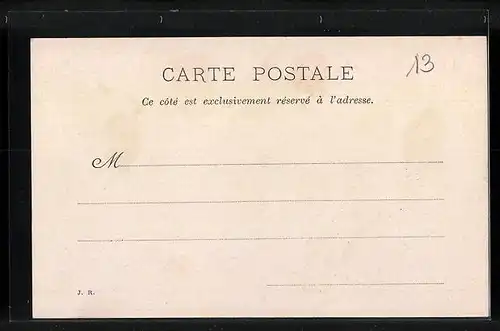 CARTE POSTALE
13
Ce côté est exclusivement réservé à l'adresse.
M
J. R.